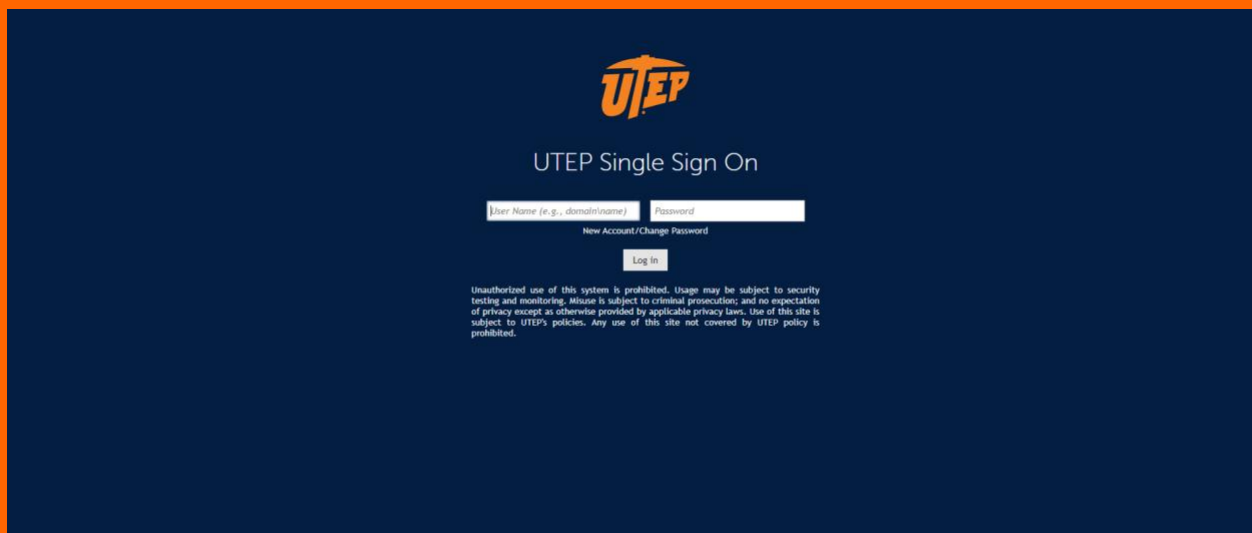 UTEP
UTEP Single Sign On
User Name (e.g., domain\name) Password
New Account/Change Password
Log in
Unauthorized use of this system is prohibited. Usage may be subject to security
testing and monitoring. Misuse is subject to criminal prosecution; and no expectation
of privacy except as otherwise provided by applicable privacy laws. Use of this site is
subject to UTEP's policies. Any use of this site not covered by UTEP policy is
prohibited.